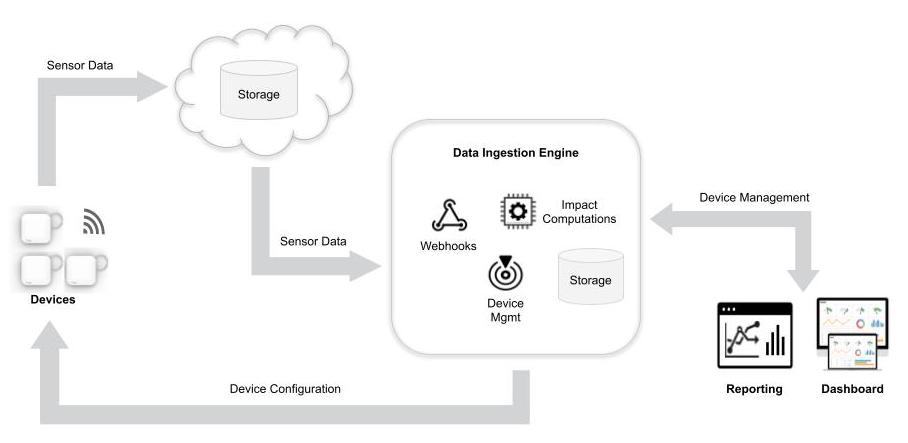 Sensor Data
Storage
Data Ingestion Engine
Impact
Computations
Webhooks
Device Management
Sensor Data
Storage
Device
Mgmt
Devices
Device Configuration
Reporting
Dashboard